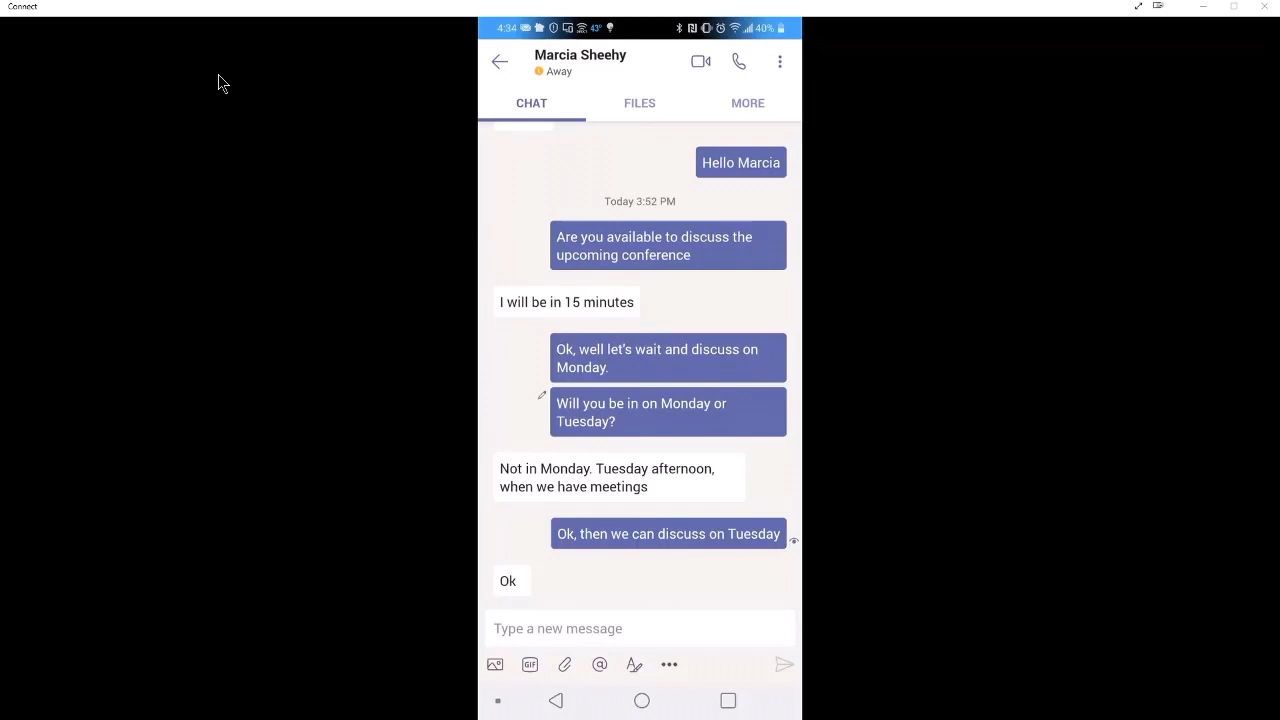 Connect
4:34 43° 40%
Marcia Sheehy
Away
CHAT FILES MORE
Hello Marcia
Today 3:52 PM
Are you available to discuss the
upcoming conference
I will be in 15 minutes
Ok, well let's wait and discuss on
Monday.
Will you be in on Monday or
Tuesday?
Not in Monday. Tuesday afternoon,
when we have meetings
Ok, then we can discuss on Tuesday
Ok
Type a new message
GIF